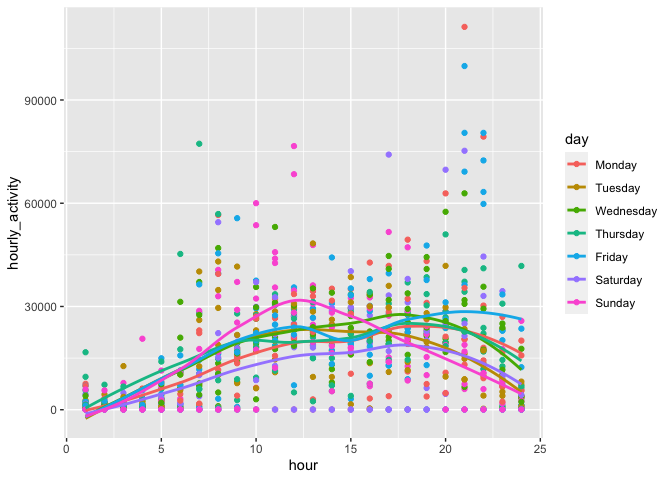 90000
60000
30000
0
hourly_activity
0
5
10
15
20
25
hour
day
Monday
Tuesday
Wednesday
Thursday
Friday
Saturday
Sunday